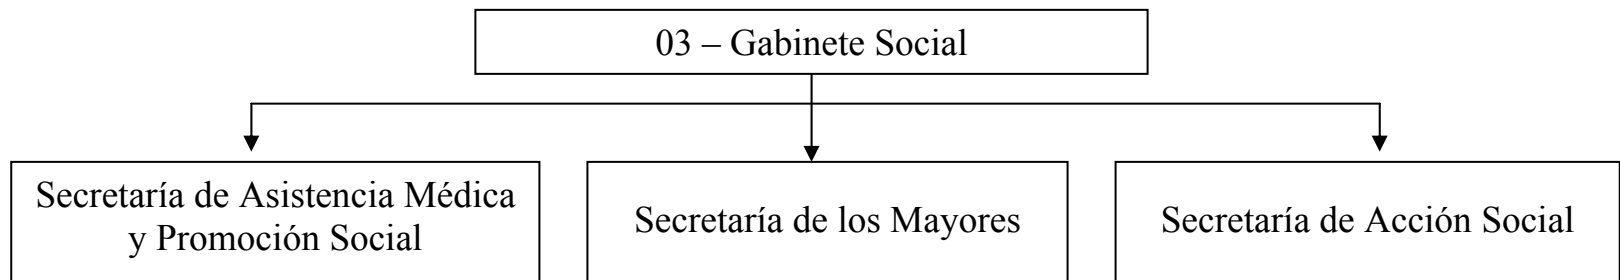 03 – Gabinete Social
Secretaría de Asistencia Médica
y Promoción Social
Secretaría de los Mayores
Secretaría de Acción Social